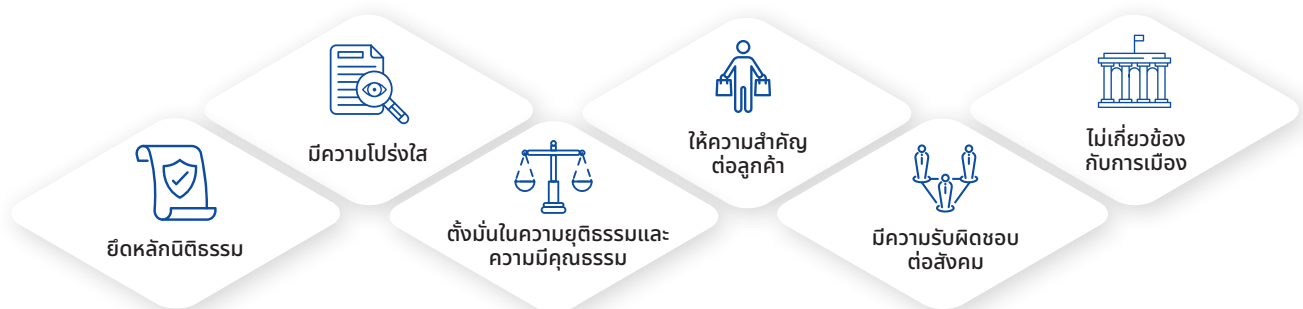 ยึดหลักนิติธรรม
มีความโปร่งใส
ตั้งมั่นในความยุติธรรมและ
ความมีคุณธรรม
ให้ความสำคัญ
ต่อลูกค้า
มีความรับผิดชอบ
ต่อสังคม
ไม่เกี่ยวข้อง
กับการเมือง